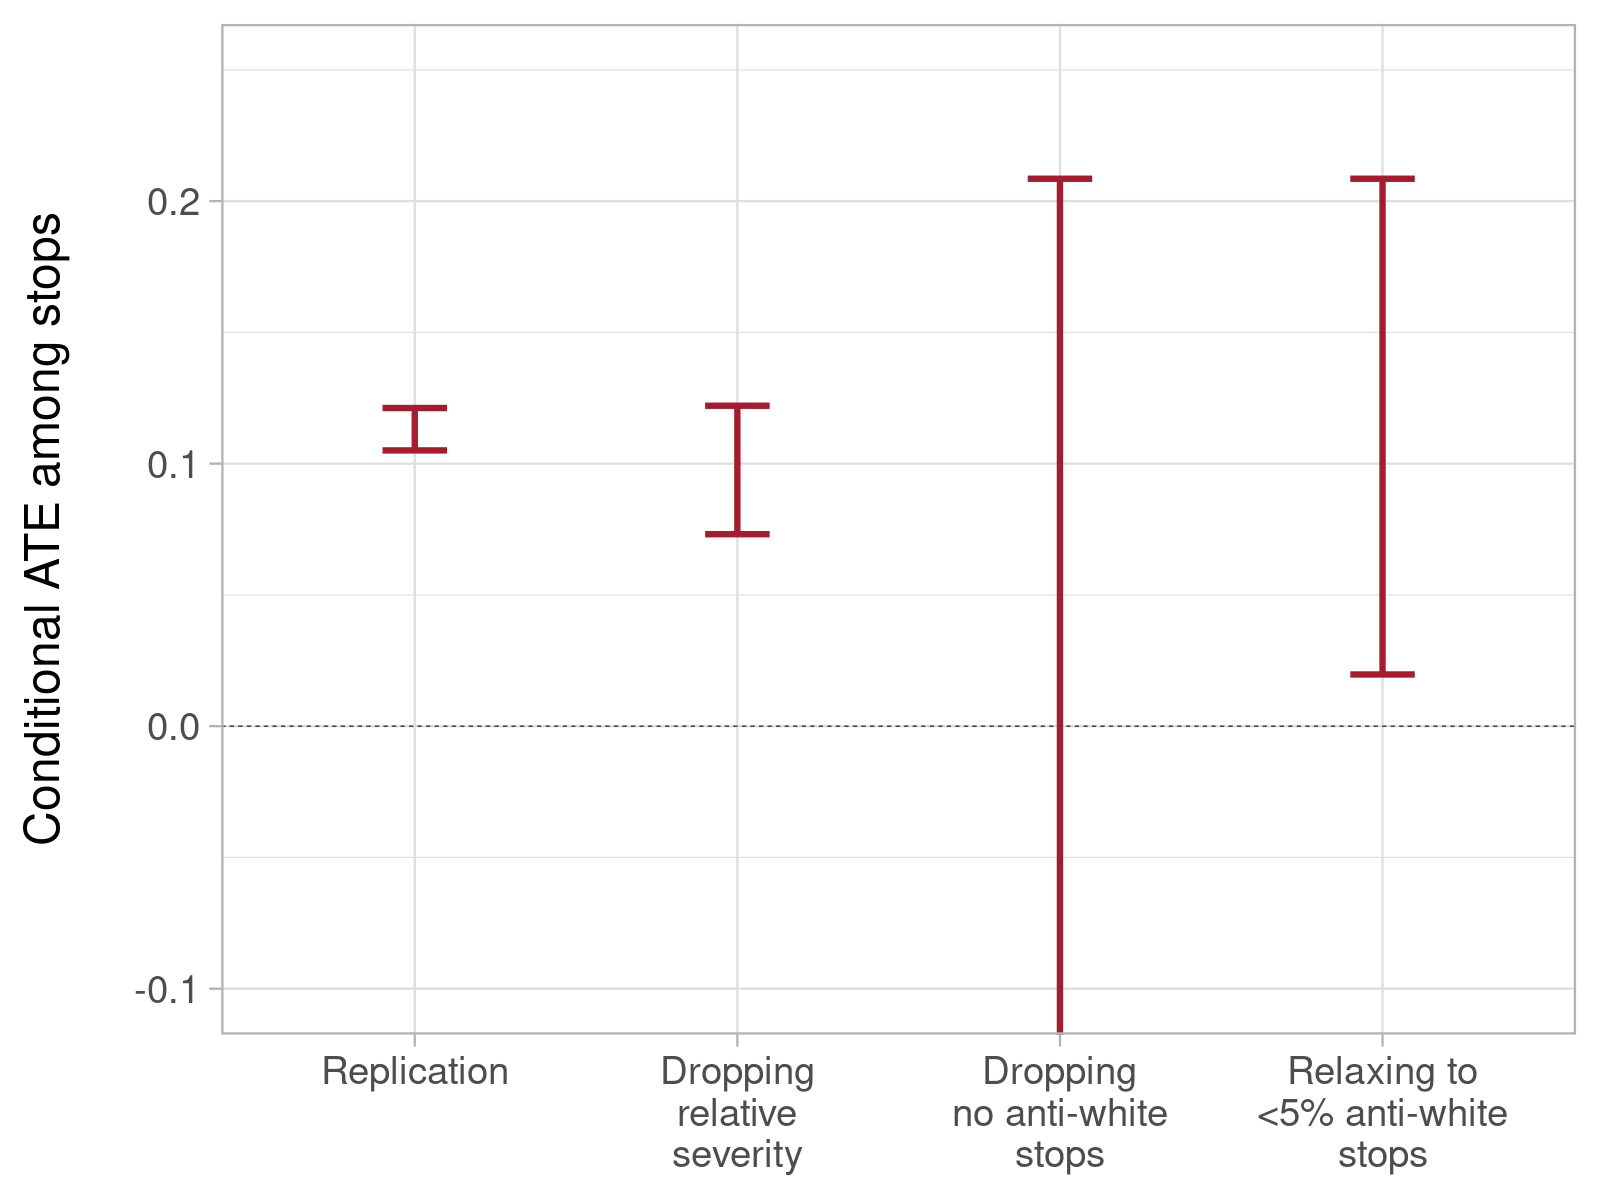 Conditional ATE among stops
0.2
0.1
0.0
-0.1
Replication
Dropping
relative
severity
Dropping
no anti-white
stops
Relaxing to
<5% anti-white
stops